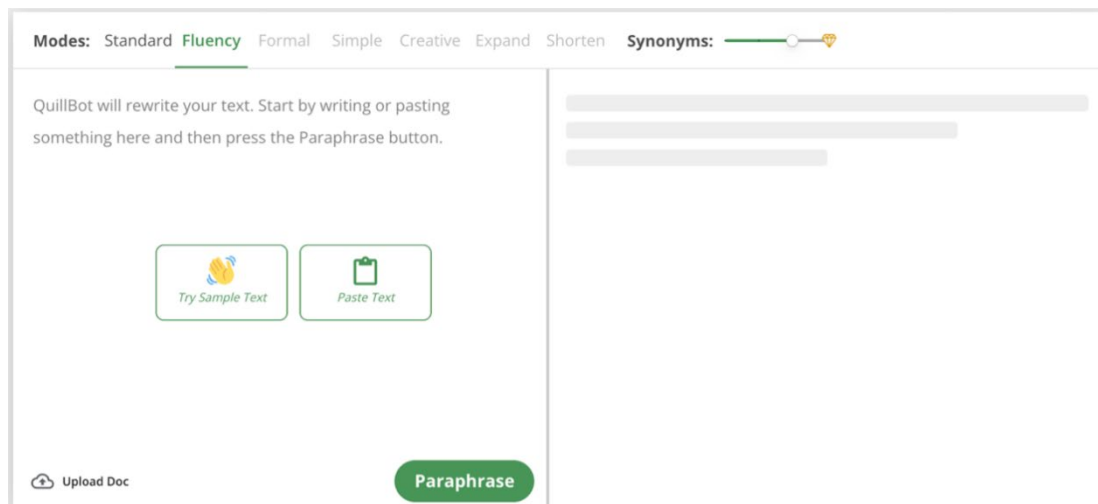 Modes: Standard Fluency Formal Simple Creative Expand Shorten Synonyms:
QuillBot will rewrite your text. Start by writing or pasting
something here and then press the Paraphrase button.
Try Sample Text
Paste Text
Upload Doc
Paraphrase